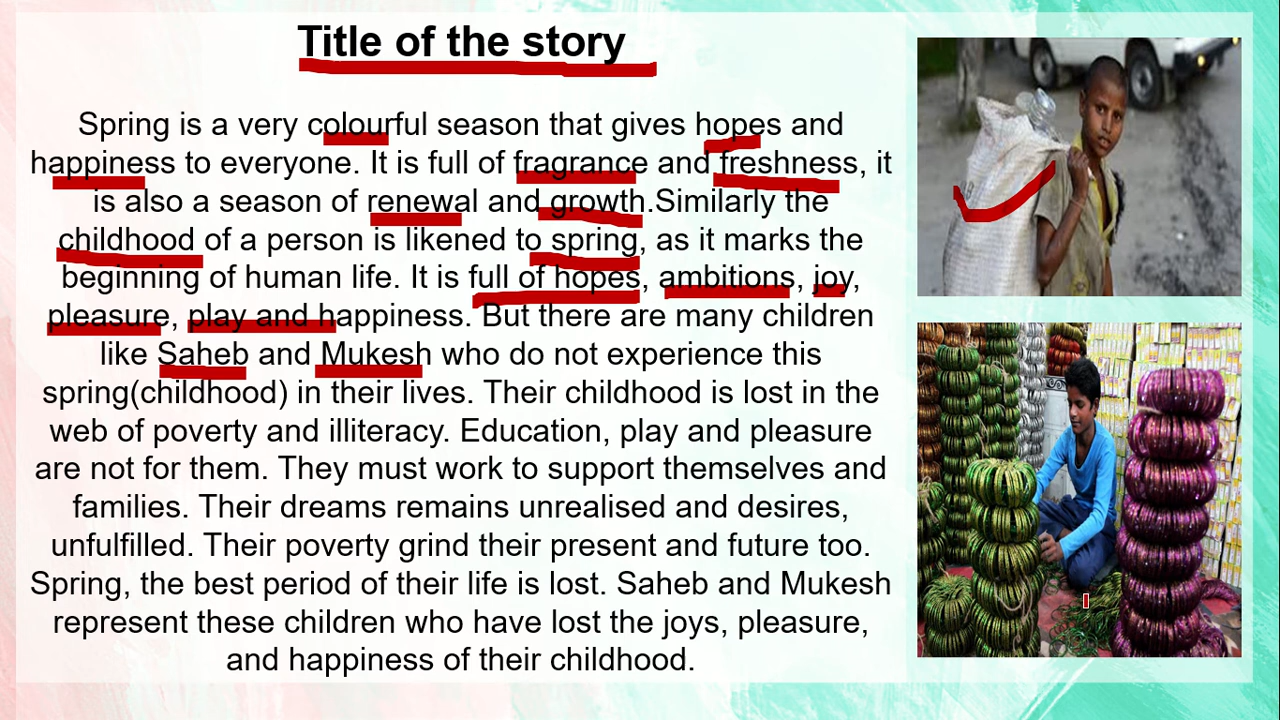 Title of the story
Spring is a very colourful season that gives hopes and
happiness to everyone. It is full of fragrance and freshness, it
is also a season of renewal and growth.Similarly the
childhood of a person is likened to spring, as it marks the
beginning of human life. It is full of hopes, ambitions, joy,
pleasure, play and happiness. But there are many children
like Saheb and Mukesh who do not experience this
spring(childhood) in their lives. Their childhood is lost in the
web of poverty and illiteracy. Education, play and pleasure
are not for them. They must work to support themselves and
families. Their dreams remains unrealised and desires,
unfulfilled. Their poverty grind their present and future too.
Spring, the best period of their life is lost. Saheb and Mukesh
represent these children who have lost the joys, pleasure,
and happiness of their childhood.